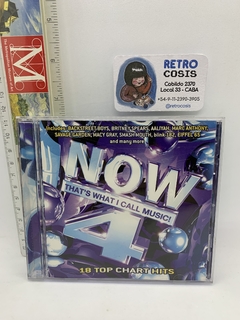 RETRO
COSIS
Cabildo 2370
Local 33 - CABA
+54-9-11-2390-3905
@retrocosis
Includes: BACKSTREET BOYS, BRITNEY SPEARS, AALIYAH, MARC ANTHONY,
SAVAGE GARDEN, MACY GRAY, SMASH MOUTH, blink-182, EIFFEL 65
and many more
NOW
THAT'S WHAT I CALL MUSIC!
4
18 TOP CHART HITS